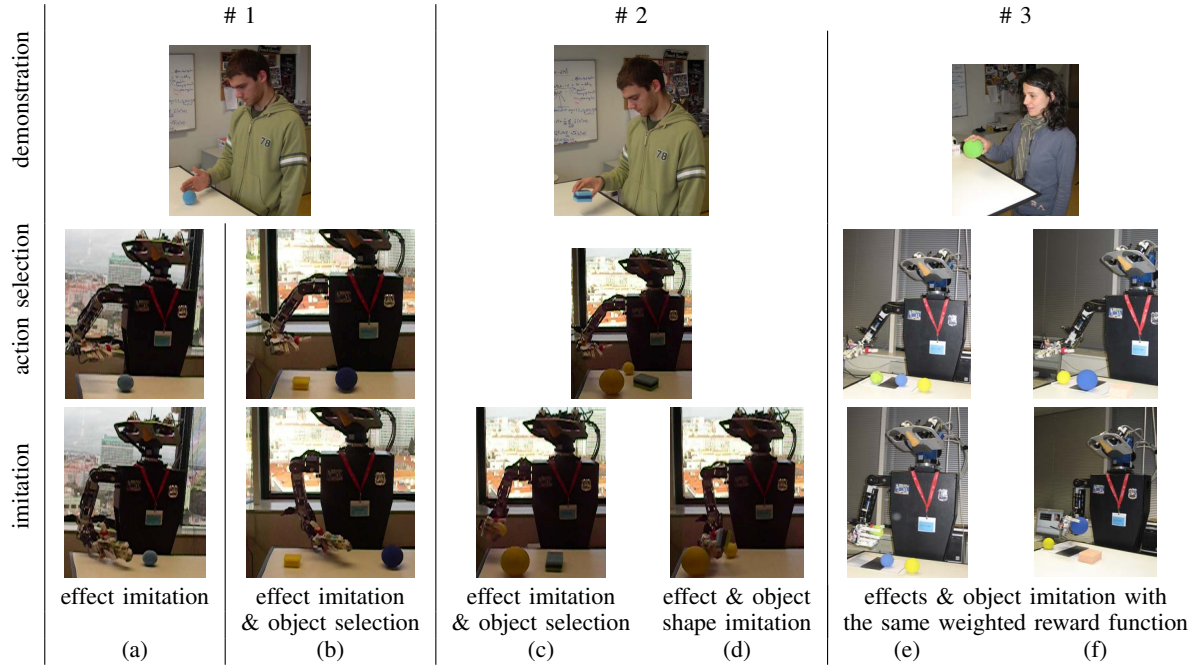 # 1
# 2
# 3
demonstration
78
78
action selection
imitation
effect imitation
effect imitation
& object selection
effect imitation
& object selection
effect & object
shape imitation
effects & object imitation with
the same weighted reward function
(a)
(b)
(c)
(d)
(e)
(f)